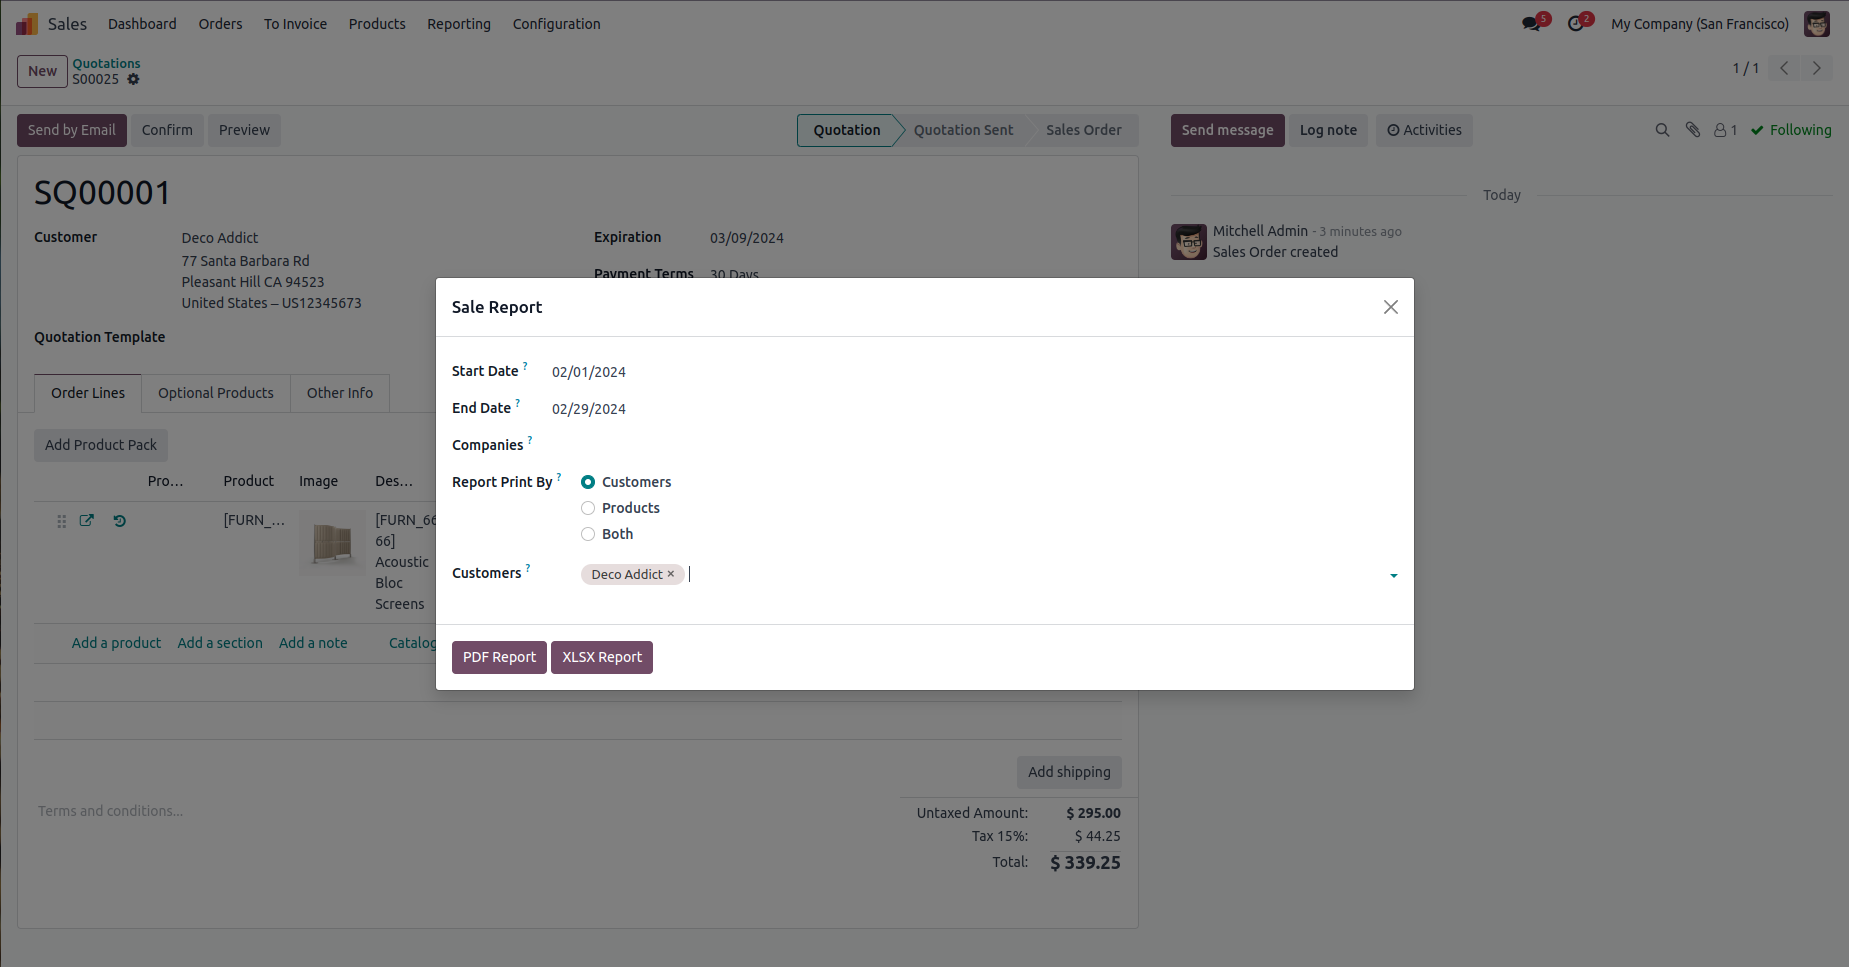 Sales Dashboard Orders To Invoice Products Reporting Configuration 5 2 My Company (San Francisco)
New Quotations
S00025
1 / 1
Send by Email Confirm Preview Quotation Quotation Sent Sales Order Send message Log note Activities 1 Following
SQ00001
Today
Customer Deco Addict
77 Santa Barbara Rd
Pleasant Hill CA 94523
United States – US12345673
Expiration 03/09/2024
Payment Terms 30 Days
Mitchell Admin - 3 minutes ago
Sales Order created
Quotation Template
Order Lines Optional Products Other Info
Add Product Pack
Pro... Product Image Des...
[FURN_... [FURN_66
66]
Acoustic
Bloc
Screens
Add a product Add a section Add a note Catalog
Sale Report
Start Date ? 02/01/2024
End Date ? 02/29/2024
Companies ?
Report Print By ? Customers
Products
Both
Customers ? Deco Addict ×
PDF Report XLSX Report
Add shipping
Terms and conditions...
Untaxed Amount: $ 295.00
Tax 15%: $ 44.25
Total: $ 339.25